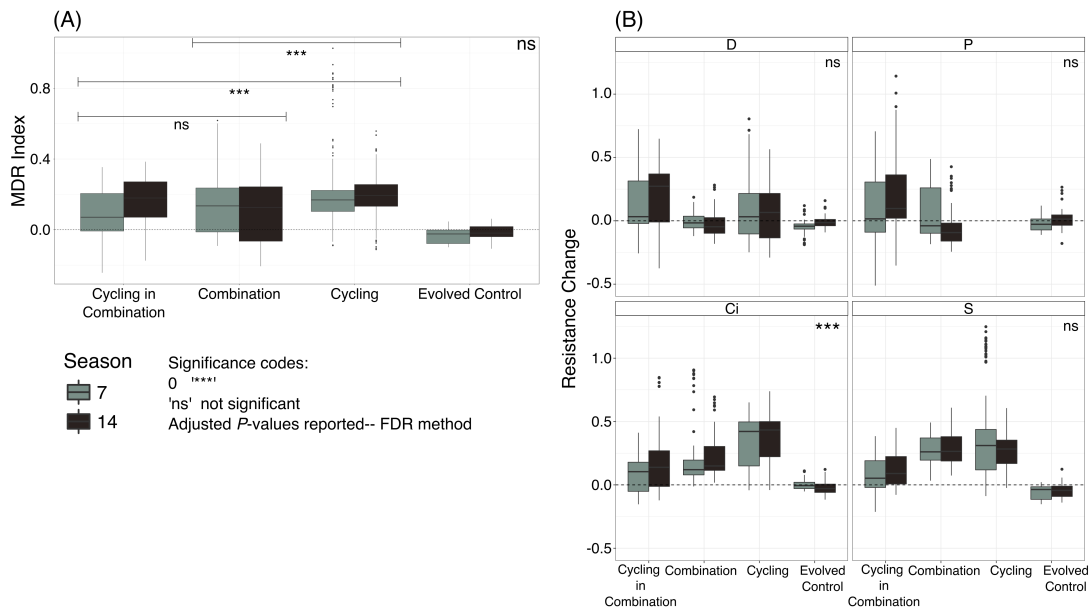 (A)
ns
***
***
ns
MDR Index
0.8
0.4
0.0
Cycling in
Combination
Combination
Cycling
Evolved Control
Season
7
14
Significance codes:
0 '***'
'ns' not significant
Adjusted P-values reported-- FDR method
(B)
D
P
ns
ns
1.0
0.5
0.0
-0.5
Resistance Change
Ci
S
***
ns
1.0
0.5
0.0
-0.5
Cycling
in
Combination
Combination
Cycling
Evolved
Control
Cycling
in
Combination
Combination
Cycling
Evolved
Control